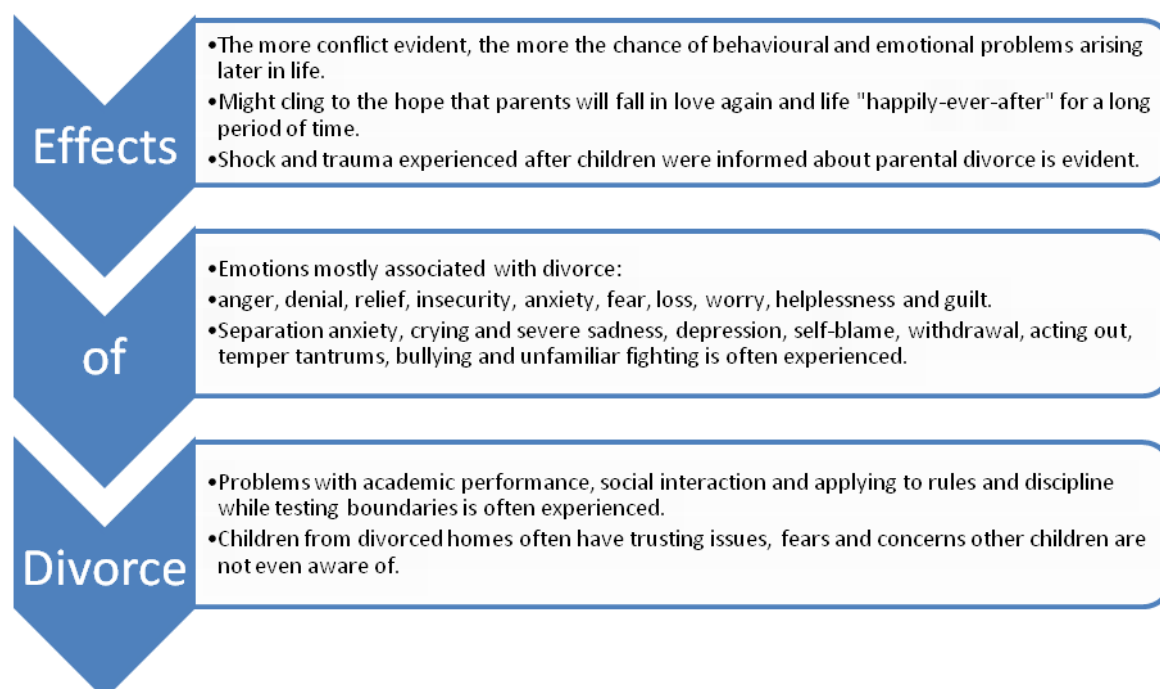 Effects
•The more conflict evident, the more the chance of behavioural and emotional problems arising
later in life.
•Might cling to the hope that parents will fall in love again and life "happily-ever-after" for a long
period of time.
•Shock and trauma experienced after children were informed about parental divorce is evident.
of
•Emotions mostly associated with divorce:
•anger, denial, relief, insecurity, anxiety, fear, loss, worry, helplessness and guilt.
•Separation anxiety, crying and severe sadness, depression, self-blame, withdrawal, acting out,
temper tantrums, bullying and unfamiliar fighting is often experienced.
Divorce
•Problems with academic performance, social interaction and applying to rules and discipline
while testing boundaries is often experienced.
•Children from divorced homes often have trusting issues, fears and concerns other children are
not even aware of.